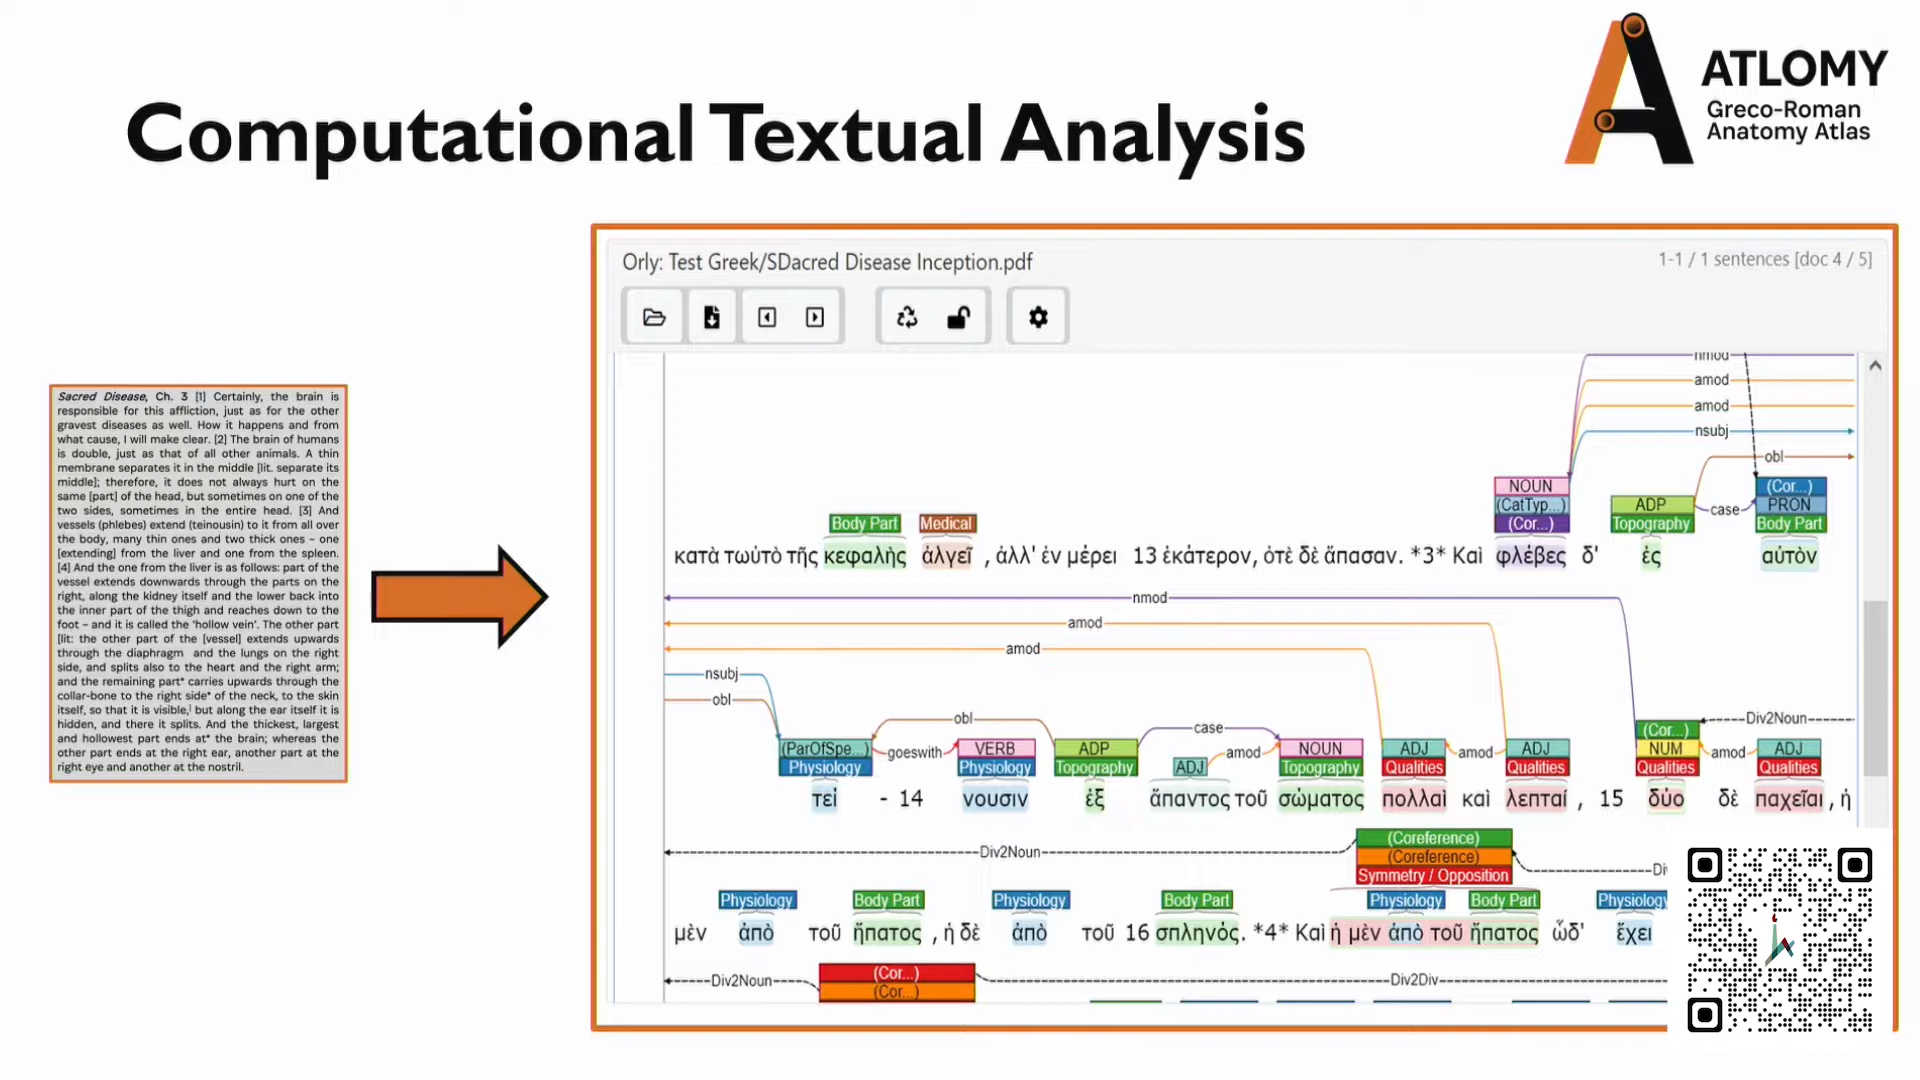 Computational Textual Analysis
ATLOMY
Greco-Roman
Anatomy Atlas
Sacred Disease, Ch. 3 [1] Certainly, the brain is
responsible for this affliction, just as for the other
gravest diseases as well. How it happens and from
what cause, I will make clear. [2] The brain of humans
is double, just as that of all other animals. A thin
membrane separates it in the middle [lit. separate its
middle]; therefore, it does not always hurt on the
same [part] of the head, but sometimes on one of the
two sides, sometimes in the entire head. [3] And
vessels (phlebes) extend (teinousin) to it from all over
the body, many thin ones and two thick ones – one
[extending] from the liver and one from the spleen.
[4] And the one from the liver is as follows: part of the
vessel extends downwards through the parts on the
right, along the kidney itself and the lower back into
the inner part of the thigh and reaches down to the
foot – and it is called the 'hollow vein'. The other part
[lit: the other part of the [vessel] extends upwards
through the diaphragm and the lungs on the right
side, and splits also to the heart and the right arm;
and the remaining part* carries upwards through the
collar-bone to the right side* of the neck, to the skin
itself, so that it is visible, but along the ear itself it is
hidden, and there it splits. And the thickest, largest
and hollowest part ends at* the brain; whereas the
other part ends at the right ear, another part at the
right eye and another at the nostril.
Orly: Test Greek/SDacred Disease Inception.pdf
1-1 / 1 sentences [doc 4 / 5]
nmod
amod
amod
nsubj
obl
NOUN (Cor...)
(CatTyp...) ADP case PRON
Body Part Medical (Cor...) Topography Body Part
κατὰ τωὐτὸ τῆς κεφαλῆς ἀλγεῖ , ἀλλ' ἐν μέρει 13 ἑκάτερον, ὁτὲ δὲ ἅπασαν. *3* Καὶ φλέβες δ' ἐς αὐτὸν
nmod
amod
amod
nsubj
obl obl case (Cor...) Div2Noun
(ParOfSpe...) goeswith VERB ADP amod NOUN ADJ amod ADJ NUM amod ADJ
Physiology Physiology Topography ADJ Topography Qualities Qualities Qualities Qualities
τεί - 14 νουσιν ἐξ ἅπαντος τοῦ σώματος πολλαὶ καὶ λεπταί , 15 δύο δὲ παχεῖαι , ἡ
(Coreference)
Div2Noun (Coreference)
Symmetry / Opposition
Physiology Body Part Physiology Body Part Physiology Body Part Physiology
μὲν ἀπὸ τοῦ ἥπατος , ἡ δὲ ἀπὸ τοῦ 16 σπληνός. *4* Καὶ ἡ μὲν ἀπὸ τοῦ ἥπατος ὧδ' ἔχει
Div2Noun (Cor...) Div2Div
(Cor...)